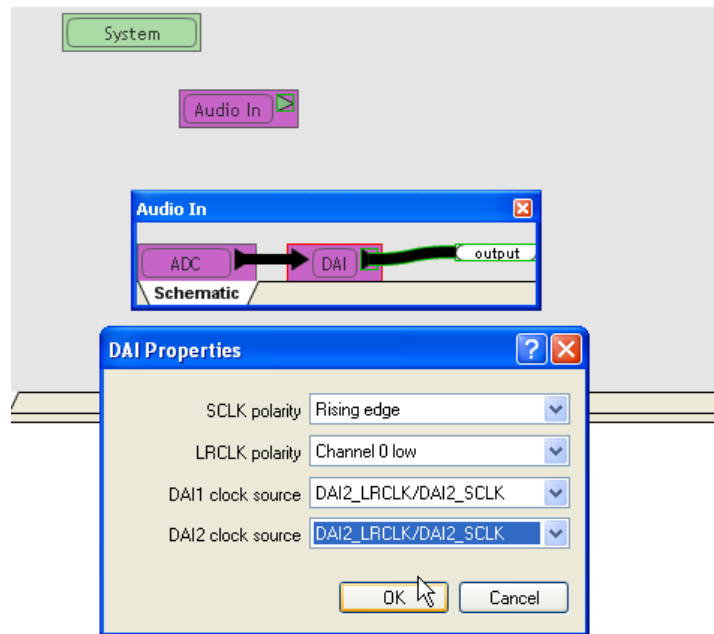 System
Audio In
Audio In
ADC
DAI
output
Schematic
DAI Properties
SCLK polarity Rising edge
LRCLK polarity Channel 0 low
DAI1 clock source DAI2_LRCLK/DAI2_SCLK
DAI2 clock source DAI2_LRCLK/DAI2_SCLK
OK Cancel